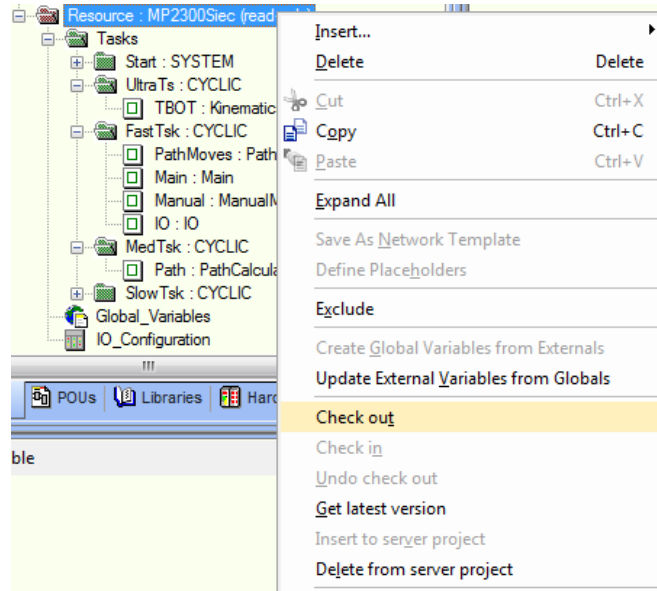 Resource : MP2300Siec (read
Tasks
Start : SYSTEM
UltraTs : CYCLIC
TBOT : Kinematic
FastTsk : CYCLIC
PathMoves : Path
Main : Main
Manual : ManualM
IO : IO
MedTsk : CYCLIC
Path : PathCalcula
SlowTsk : CYCLIC
Global_Variables
IO_Configuration
POUs Libraries Hard
ble
Insert...
Delete Delete
Cut Ctrl+X
Copy Ctrl+C
Paste Ctrl+V
Expand All
Save As Network Template
Define Placeholders
Exclude
Create Global Variables from Externals
Update External Variables from Globals
Check out
Check in
Undo check out
Get latest version
Insert to server project
Delete from server project